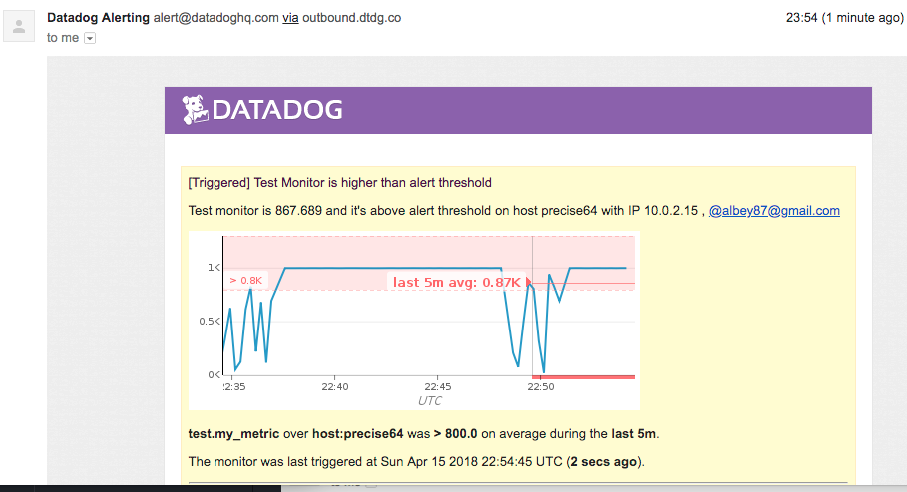 Datadog Alerting alert@datadoghq.com via outbound.dtdg.co 23:54 (1 minute ago)
to me
DATADOG
[Triggered] Test Monitor is higher than alert threshold
Test monitor is 867.689 and it's above alert threshold on host precise64 with IP 10.0.2.15 , @albey87@gmail.com
1K
> 0.8K
last 5m avg: 0.87K
0.5K
0K
22:40 22:45 22:50
UTC
test.my_metric over host:precise64 was > 800.0 on average during the last 5m.
The monitor was last triggered at Sun Apr 15 2018 22:54:45 UTC (2 secs ago).